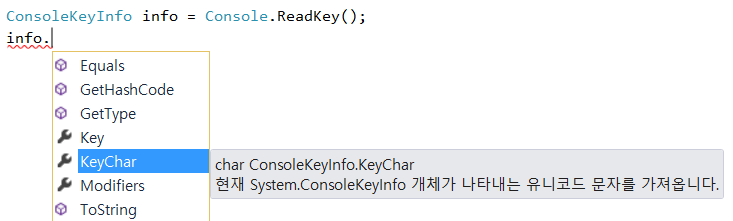 ConsoleKeyInfo info = Console.ReadKey();
info.
Equals
GetHashCode
GetType
Key
KeyChar
char ConsoleKeyInfo.KeyChar
현재 System.ConsoleKeyInfo 개체가 나타내는 유니코드 문자를 가져옵니다.
Modifiers
ToString